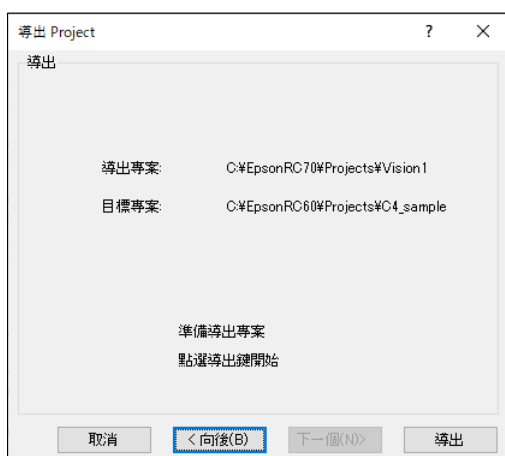 導出 Project
? ×
導出
導出專案: C:¥EpsonRC70¥Projects¥Vision1
目標專案: C:¥EpsonRC60¥Projects¥C4_sample
準備導出專案
點選導出鍵開始
取消 < 向後(B) 下一個(N)> 導出